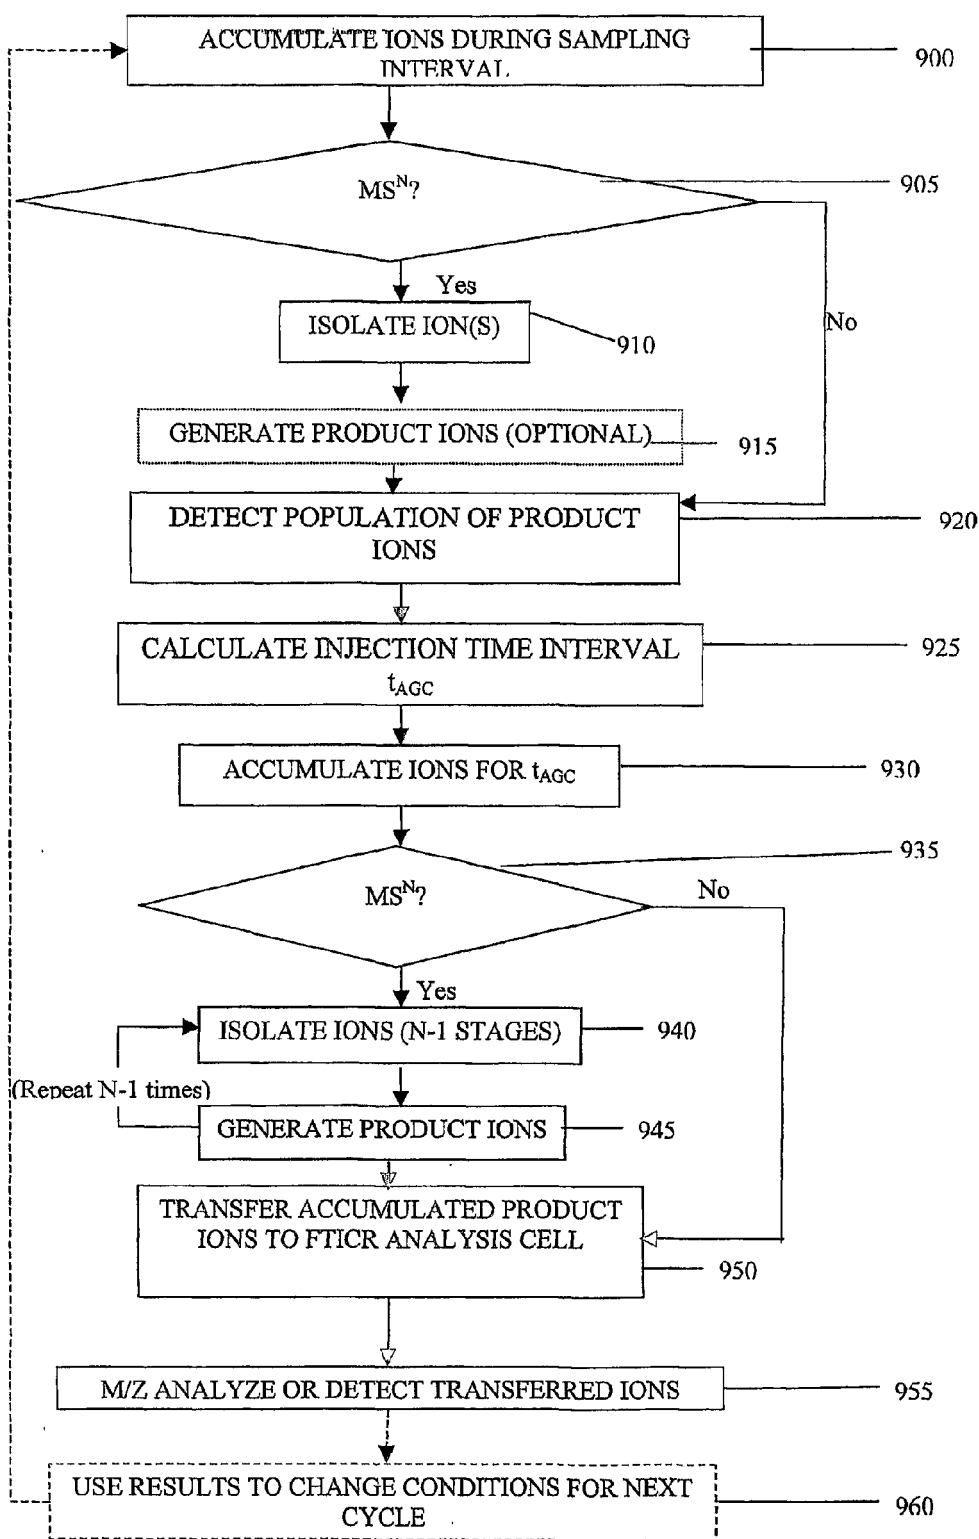 ACCUMULATE IONS DURING SAMPLING
INTERVAL
900
MS^N?
905
Yes
No
ISOLATE ION(S)
910
GENERATE PRODUCT IONS (OPTIONAL)
915
DETECT POPULATION OF PRODUCT
IONS
920
CALCULATE INJECTION TIME INTERVAL
t_AGC
925
ACCUMULATE IONS FOR t_AGC
930
935
MS^N?
No
Yes
ISOLATE IONS (N-1 STAGES)
940
(Repeat N-1 times)
GENERATE PRODUCT IONS
945
TRANSFER ACCUMULATED PRODUCT
IONS TO FTICR ANALYSIS CELL
950
M/Z ANALYZE OR DETECT TRANSFERRED IONS
955
USE RESULTS TO CHANGE CONDITIONS FOR NEXT
CYCLE
960